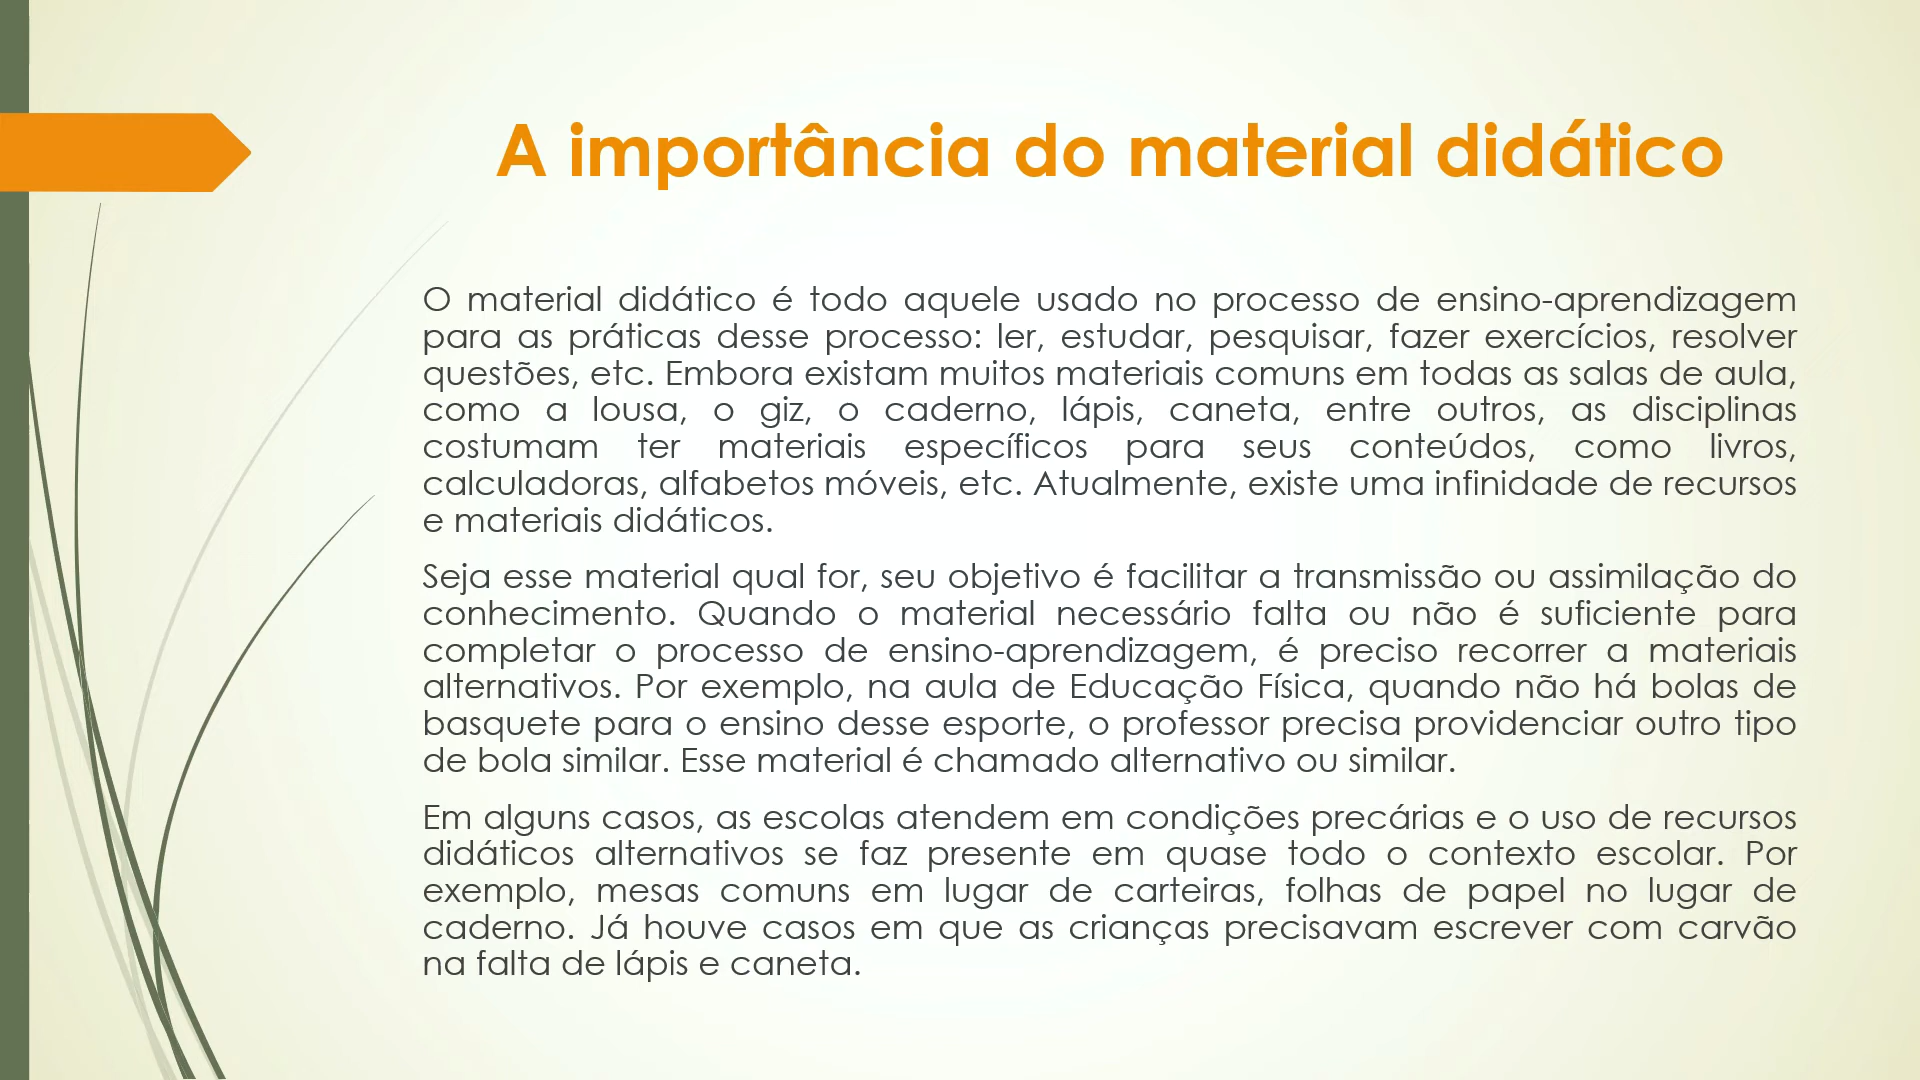 A importância do material didático
O material didático é todo aquele usado no processo de ensino-aprendizagem
para as práticas desse processo: ler, estudar, pesquisar, fazer exercícios, resolver
questões, etc. Embora existam muitos materiais comuns em todas as salas de aula,
como a lousa, o giz, o caderno, lápis, caneta, entre outros, as disciplinas
costumam ter materiais específicos para seus conteúdos, como livros,
calculadoras, alfabetos móveis, etc. Atualmente, existe uma infinidade de recursos
e materiais didáticos.
Seja esse material qual for, seu objetivo é facilitar a transmissão ou assimilação do
conhecimento. Quando o material necessário falta ou não é suficiente para
completar o processo de ensino-aprendizagem, é preciso recorrer a materiais
alternativos. Por exemplo, na aula de Educação Física, quando não há bolas de
basquete para o ensino desse esporte, o professor precisa providenciar outro tipo
de bola similar. Esse material é chamado alternativo ou similar.
Em alguns casos, as escolas atendem em condições precárias e o uso de recursos
didáticos alternativos se faz presente em quase todo o contexto escolar. Por
exemplo, mesas comuns em lugar de carteiras, folhas de papel no lugar de
caderno. Já houve casos em que as crianças precisavam escrever com carvão
na falta de lápis e caneta.